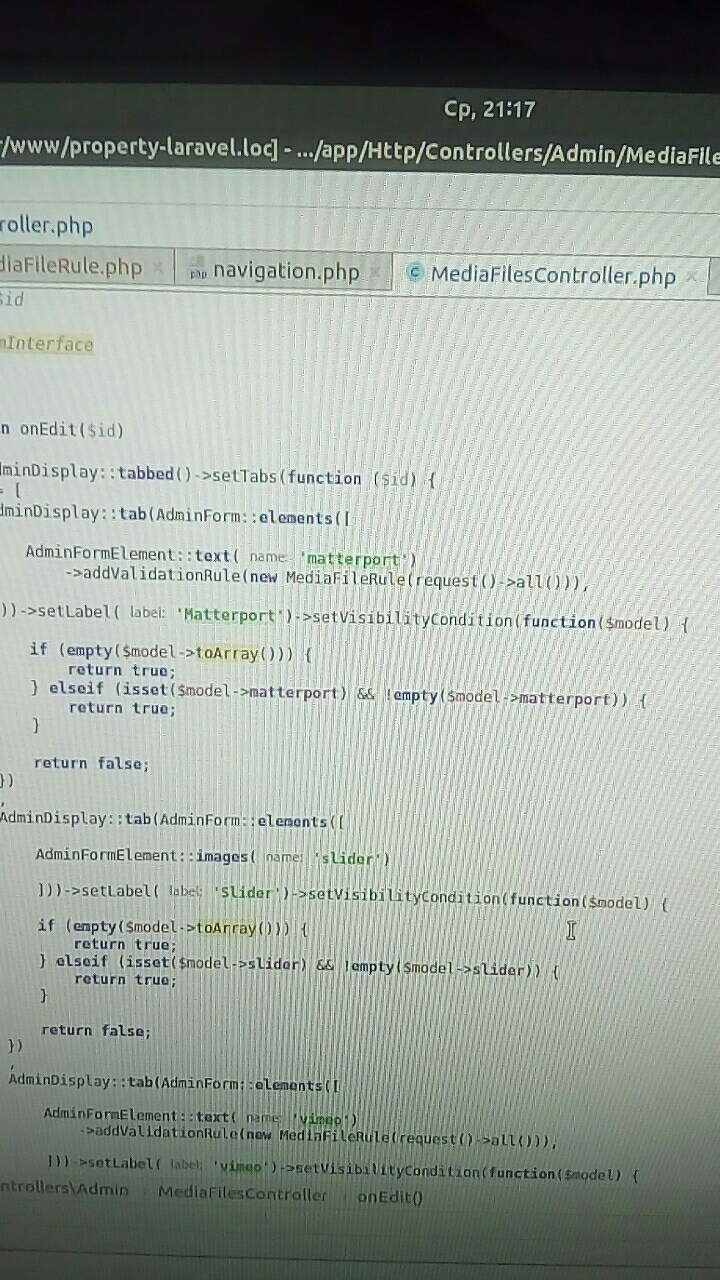 Ср, 21:17
/www/property-laravel.loc] - .../app/Http/Controllers/Admin/MediaFile
roller.php
diaFileRule.php × php navigation.php × C MediaFilesController.php ×
$id
mInterface
n onEdit($id)
dminDisplay::tabbed()->setTabs(function ($id) {
= [
dminDisplay::tab(AdminForm::elements([
AdminFormElement::text( name: 'matterport')
->addValidationRule(new MediaFileRule(request()->all())),
))->setLabel( label: 'Matterport')->setVisibilityCondition(function($model) {
if (empty($model->toArray())) {
return true;
} elseif (isset($model->matterport) && !empty($model->matterport)) {
return true;
}
return false;
})
,
AdminDisplay::tab(AdminForm::elements([
AdminFormElement::images( name: 'slider')
]))->setLabel( label: 'Slider')->setVisibilityCondition(function($model) {
if (empty($model->toArray())) {
return true;
} elseif (isset($model->slider) && !empty($model->slider)) {
return true;
}
return false;
})
,
AdminDisplay::tab(AdminForm::elements([
AdminFormElement::text( name: 'vimeo')
->addValidationRule(new MediaFileRule(request()->all())),
]))->setLabel( label: 'vimeo')->setVisibilityCondition(function($model) {
ntrollers\Admin › MediaFilesController › onEdit()